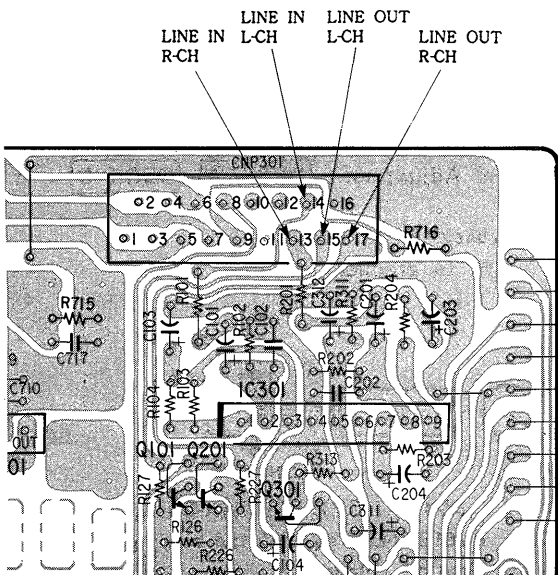 LINE IN
R-CH
LINE IN
L-CH
LINE OUT
L-CH
LINE OUT
R-CH
CNP301
2 4 6 8 10 12 14 16
1 3 5 7 9 11 13 15 17
R716
R715
C717
C710
OUT
01
R101
C103
C101
R102
C102
R201
C312
R311
C201
R204
C203
R202
C202
R104
R103
IC301
1 2 3 4 5 6 7 8 9
Q101
Q201
R127
R227
R313
Q301
R203
C204
R126
R226
C104
C311